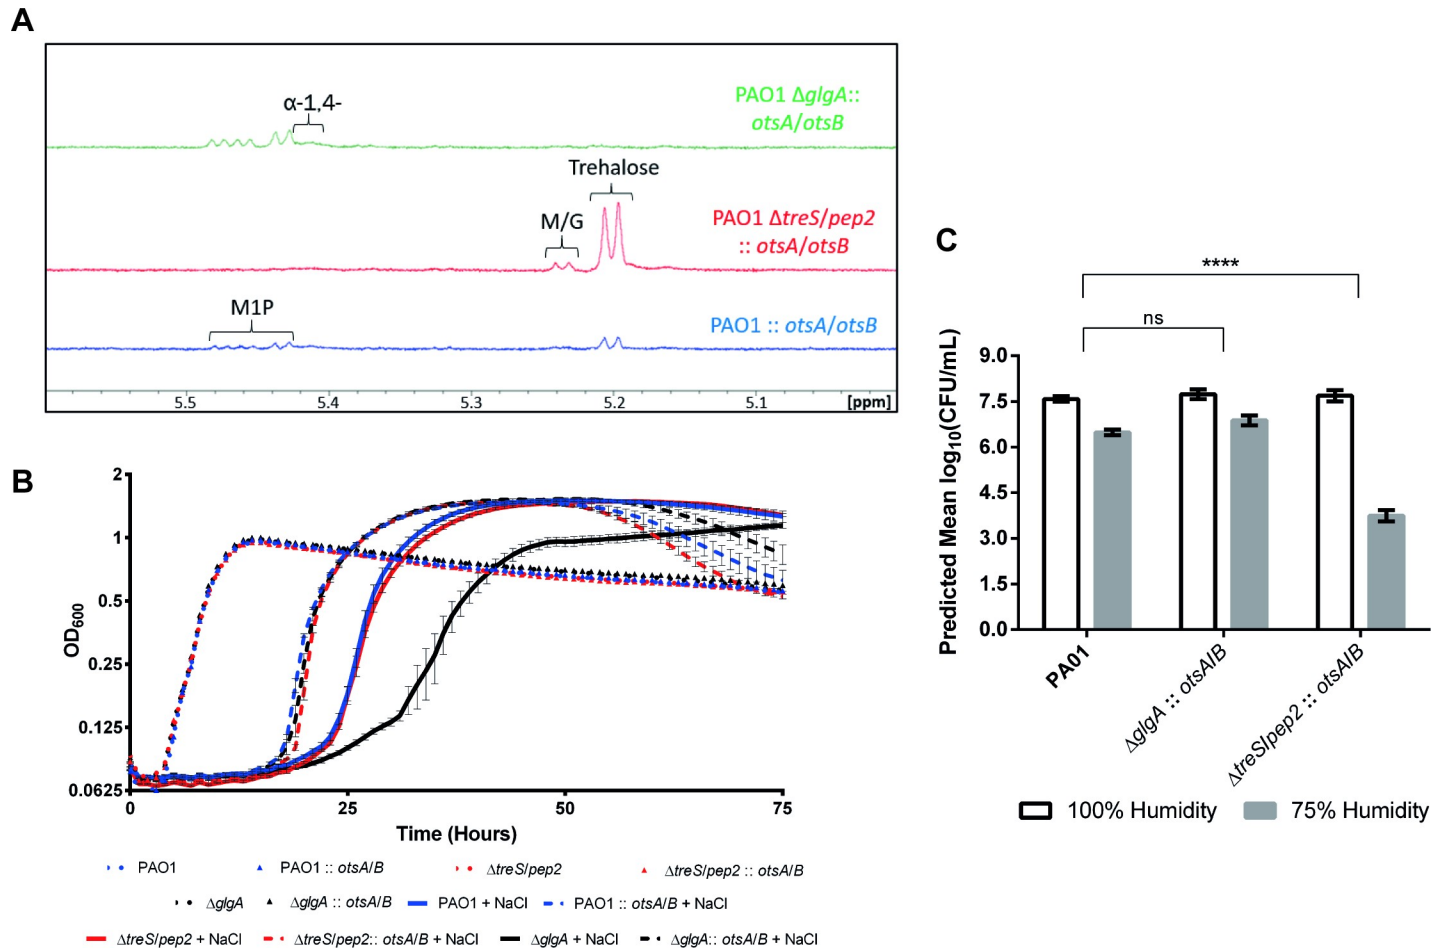 A
α-1,4-
PAO1 ΔglgA::
otsA/otsB
Trehalose
M/G
PAO1 ΔtreS/pep2
:: otsA/otsB
M1P
PAO1 :: otsA/otsB
5.5 5.4 5.3 5.2 5.1 [ppm]
B
2
1
0.5
0.25
0.125
0.0625
OD600
0 25 50 75
Time (Hours)
PAO1 PAO1 :: otsA/B ΔtreS/pep2 ΔtreS/pep2 :: otsA/B
ΔglgA ΔglgA :: otsA/B PAO1 + NaCl PAO1 :: otsA/B + NaCl
ΔtreS/pep2 + NaCl ΔtreS/pep2:: otsA/B + NaCl ΔglgA + NaCl ΔglgA:: otsA/B + NaCl
C
****
ns
9.0
7.5
6.0
4.5
3.0
1.5
0.0
Predicted Mean log10(CFU/mL)
PA01
ΔglgA :: otsA/B
ΔtreS/pep2 :: otsA/B
100% Humidity 75% Humidity